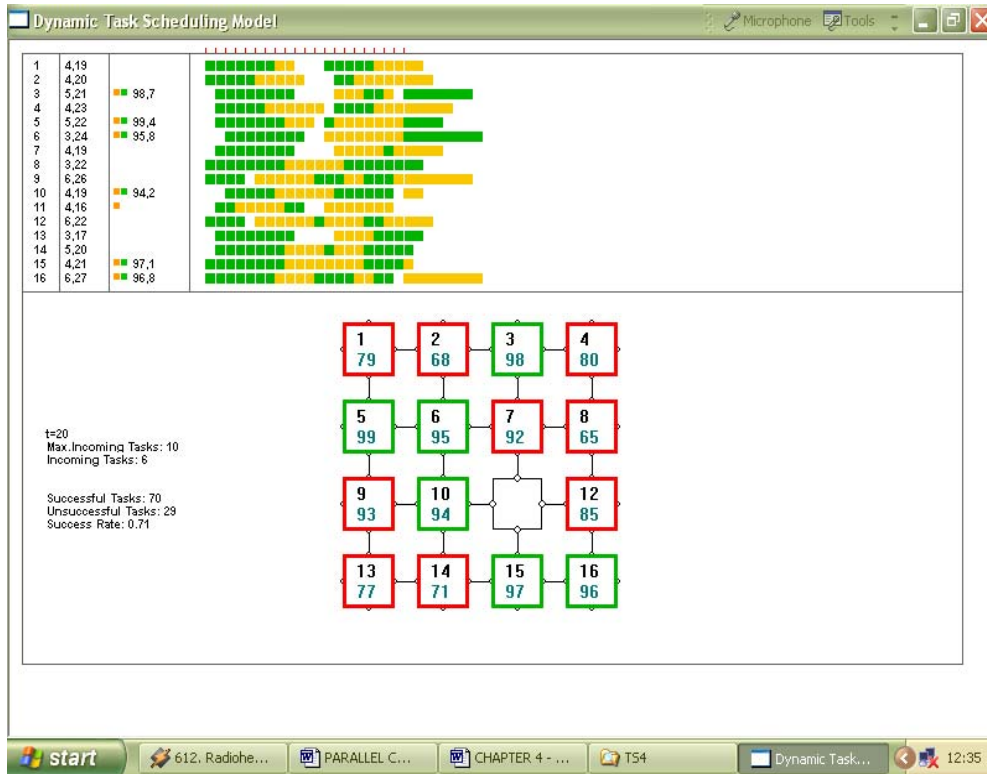 Dynamic Task Scheduling Model
Microphone Tools
1 4,19
2 4,20
3 5,21 98,7
4 4,23
5 5,22 99,4
6 3,24 95,8
7 4,19
8 3,22
9 6,26
10 4,19 94,2
11 4,16
12 6,22
13 3,17
14 5,20
15 4,21 97,1
16 6,27 96,8
1 2 3 4
79 68 98 80
5 6 7 8
99 95 92 65
t=20
Max.Incoming Tasks: 10
Incoming Tasks: 6
9 10 12
93 94 85
Successful Tasks: 70
Unsuccessful Tasks: 29
Success Rate: 0.71
13 14 15 16
77 71 97 96
start 612. Radiohe... PARALLEL C... CHAPTER 4 - ... TS4 Dynamic Task... 12:35